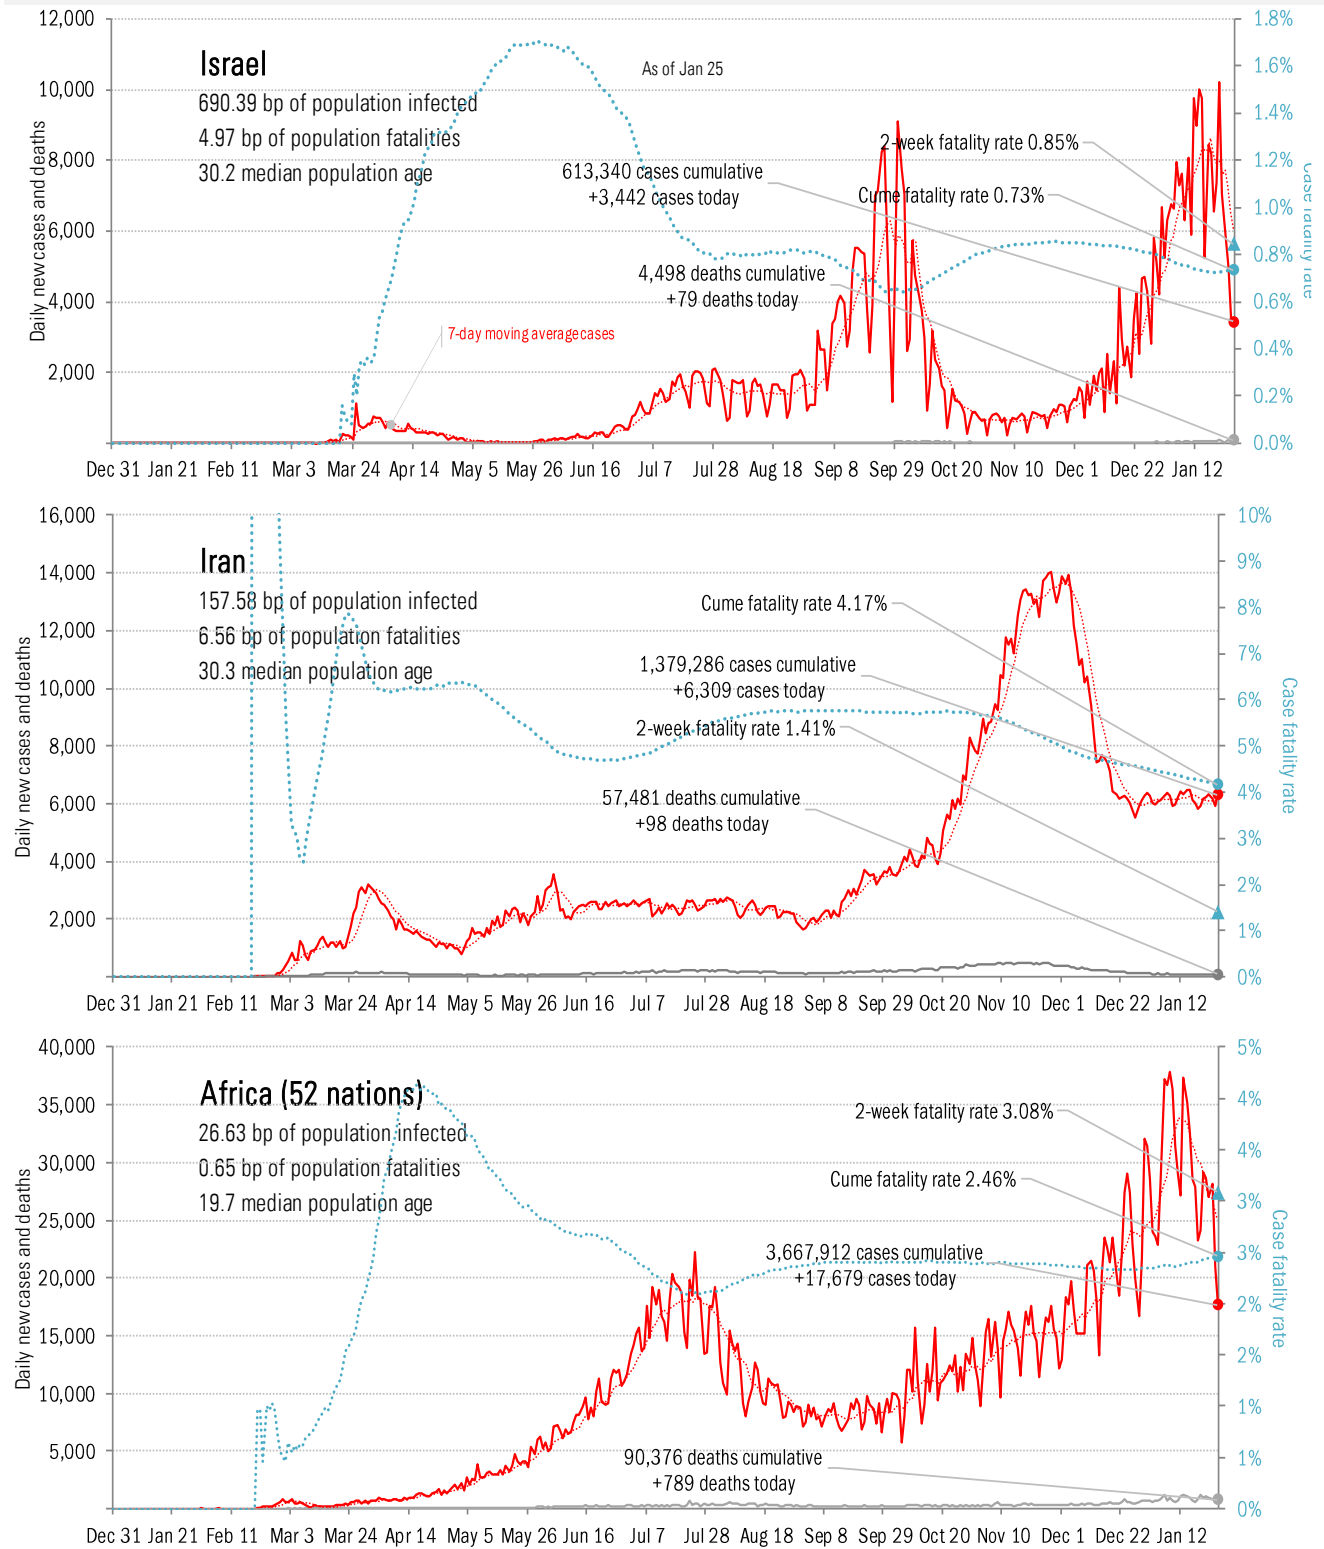 12,000
10,000
8,000
6,000
4,000
2,000
Daily new cases and deaths
Israel
690.39 bp of population infected
4.97 bp of population fatalities
30.2 median population age
As of Jan 25
2-week fatality rate 0.85%
613,340 cases cumulative
+3,442 cases today
Cume fatality rate 0.73%
4,498 deaths cumulative
+79 deaths today
7-day moving average cases
1.8%
1.6%
1.4%
1.2%
1.0%
0.8%
0.6%
0.4%
0.2%
0.0%
Case fatality rate
Dec 31 Jan 21 Feb 11 Mar 3 Mar 24 Apr 14 May 5 May 26 Jun 16 Jul 7 Jul 28 Aug 18 Sep 8 Sep 29 Oct 20 Nov 10 Dec 1 Dec 22 Jan 12
16,000
14,000
12,000
10,000
8,000
6,000
4,000
2,000
Daily new cases and deaths
Iran
157.58 bp of population infected
6.56 bp of population fatalities
30.3 median population age
Cume fatality rate 4.17%
1,379,286 cases cumulative
+6,309 cases today
2-week fatality rate 1.41%
57,481 deaths cumulative
+98 deaths today
10%
9%
8%
7%
6%
5%
4%
3%
2%
1%
0%
Case fatality rate
Dec 31 Jan 21 Feb 11 Mar 3 Mar 24 Apr 14 May 5 May 26 Jun 16 Jul 7 Jul 28 Aug 18 Sep 8 Sep 29 Oct 20 Nov 10 Dec 1 Dec 22 Jan 12
40,000
35,000
30,000
25,000
20,000
15,000
10,000
5,000
Daily new cases and deaths
Africa (52 nations)
26.63 bp of population infected
0.65 bp of population fatalities
19.7 median population age
2-week fatality rate 3.08%
Cume fatality rate 2.46%
3,667,912 cases cumulative
+17,679 cases today
90,376 deaths cumulative
+789 deaths today
5%
4%
4%
3%
3%
2%
2%
1%
1%
0%
Case fatality rate
Dec 31 Jan 21 Feb 11 Mar 3 Mar 24 Apr 14 May 5 May 26 Jun 16 Jul 7 Jul 28 Aug 18 Sep 8 Sep 29 Oct 20 Nov 10 Dec 1 Dec 22 Jan 12